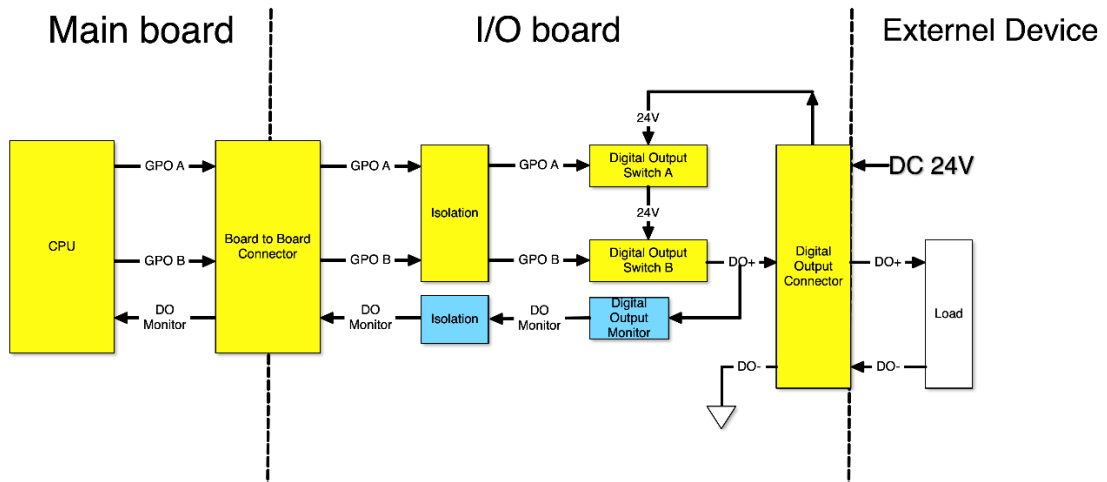 Main board
I/O board
Externel Device
24V
GPO A
GPO A
GPO A
Digital Output
Switch A
DC 24V
Isolation
24V
CPU
Board to Board
Connector
GPO B
GPO B
GPO B
Digital Output
Switch B
DO+
Digital
Output
Connector
DO+
DO
Monitor
DO
Monitor
Isolation
DO
Monitor
Digital
Output
Monitor
Load
DO-
DO-